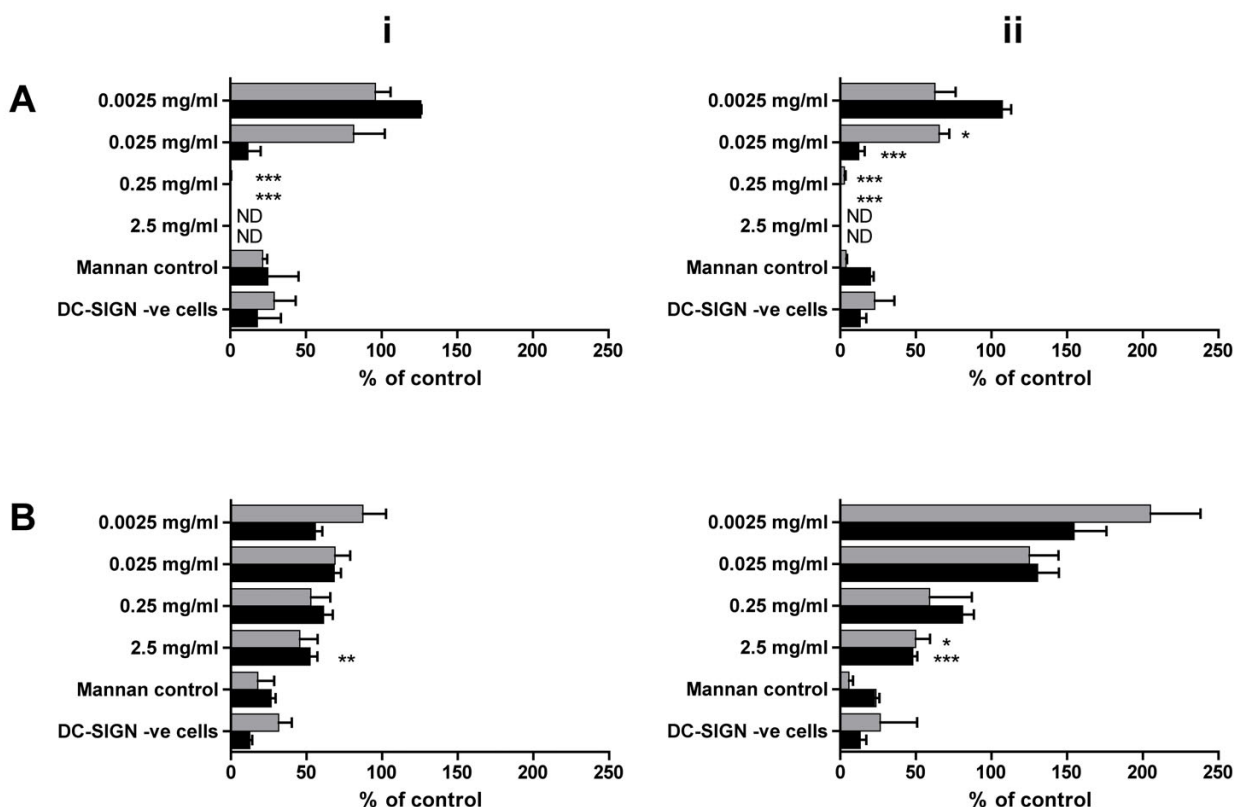 i
ii
A
0.0025 mg/ml
0.025 mg/ml
0.25 mg/ml
***
***
2.5 mg/ml
ND
ND
Mannan control
DC-SIGN -ve cells
0 50 100 150 200 250
% of control
0.0025 mg/ml
0.025 mg/ml
*
***
0.25 mg/ml
***
***
2.5 mg/ml
ND
ND
Mannan control
DC-SIGN -ve cells
0 50 100 150 200 250
% of control
B
0.0025 mg/ml
0.025 mg/ml
0.25 mg/ml
2.5 mg/ml
**
Mannan control
DC-SIGN -ve cells
0 50 100 150 200 250
% of control
0.0025 mg/ml
0.025 mg/ml
0.25 mg/ml
2.5 mg/ml
*
***
Mannan control
DC-SIGN -ve cells
0 50 100 150 200 250
% of control